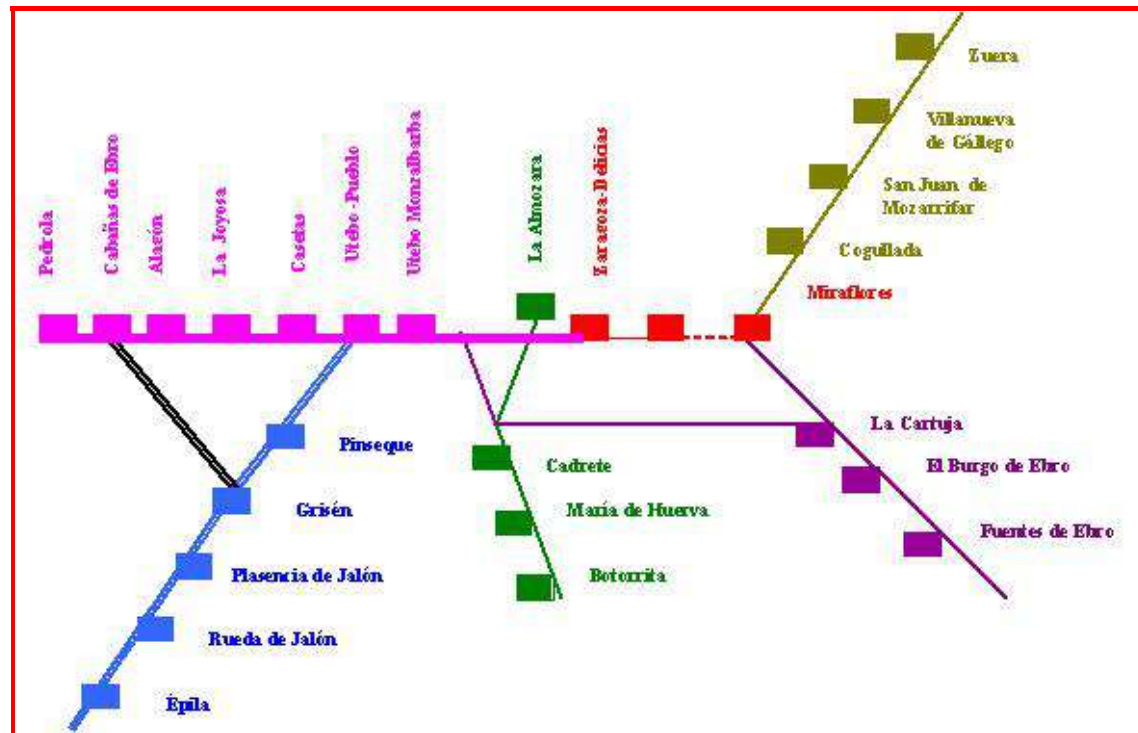 Pedrola
Cabañas de Ebro
Alagón
La Joyosa
Casetas
Utebo -Pueblo
Utebo Monzalbarba
La Almozara
Zaragoza-Delicias
Zuera
Villanueva
de Gállego
San Juan de
Mozarrifar
Cogullada
Miraflores
La Cartuja
El Burgo de Ebro
Fuentes de Ebro
Cadrete
María de Huerva
Botorrita
Pinseque
Grisén
Plasencia de Jalón
Rueda de Jalón
Épila